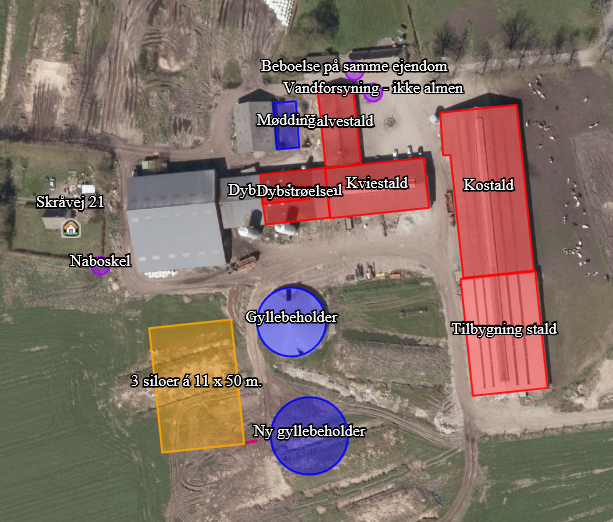 Beboelse på samme ejendom
Vandforsyning - ikke almen
Mødding
Kalvestald
Kviestald
Kostald
Dybstrøelse
Skråvej 21
Naboskel
Gyllebeholder
Tilbygning stald
3 siloer á 11 x 50 m.
Ny gyllebeholder